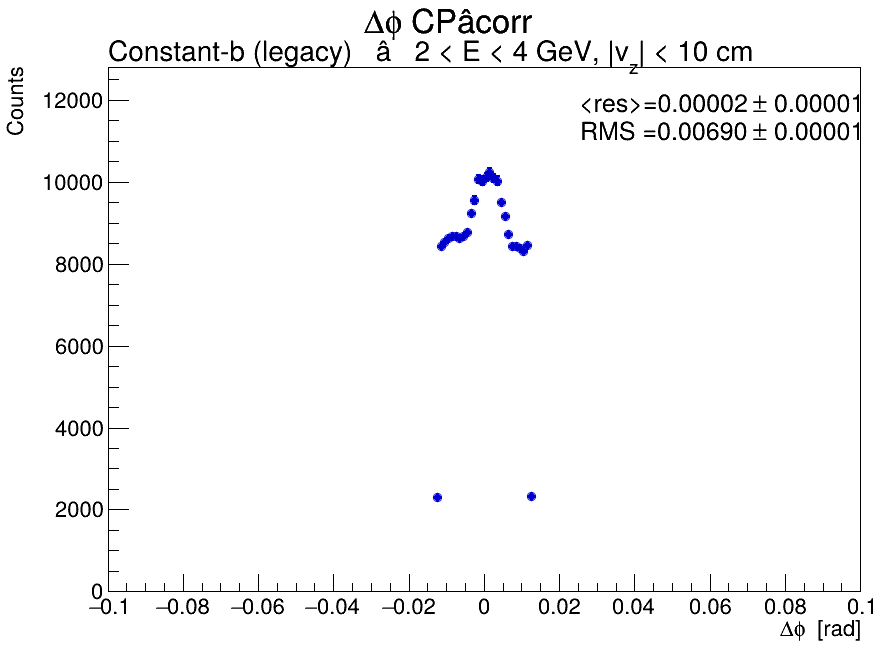 Δϕ CPâcorr
Constant-b (legacy) â 2 < E < 4 GeV, |v_z| < 10 cm
Counts
<res>=0.00002 ± 0.00001
RMS =0.00690 ± 0.00001
12000
10000
8000
6000
4000
2000
0
−0.1 −0.08 −0.06 −0.04 −0.02 0 0.02 0.04 0.06 0.08 0.1
Δϕ [rad]